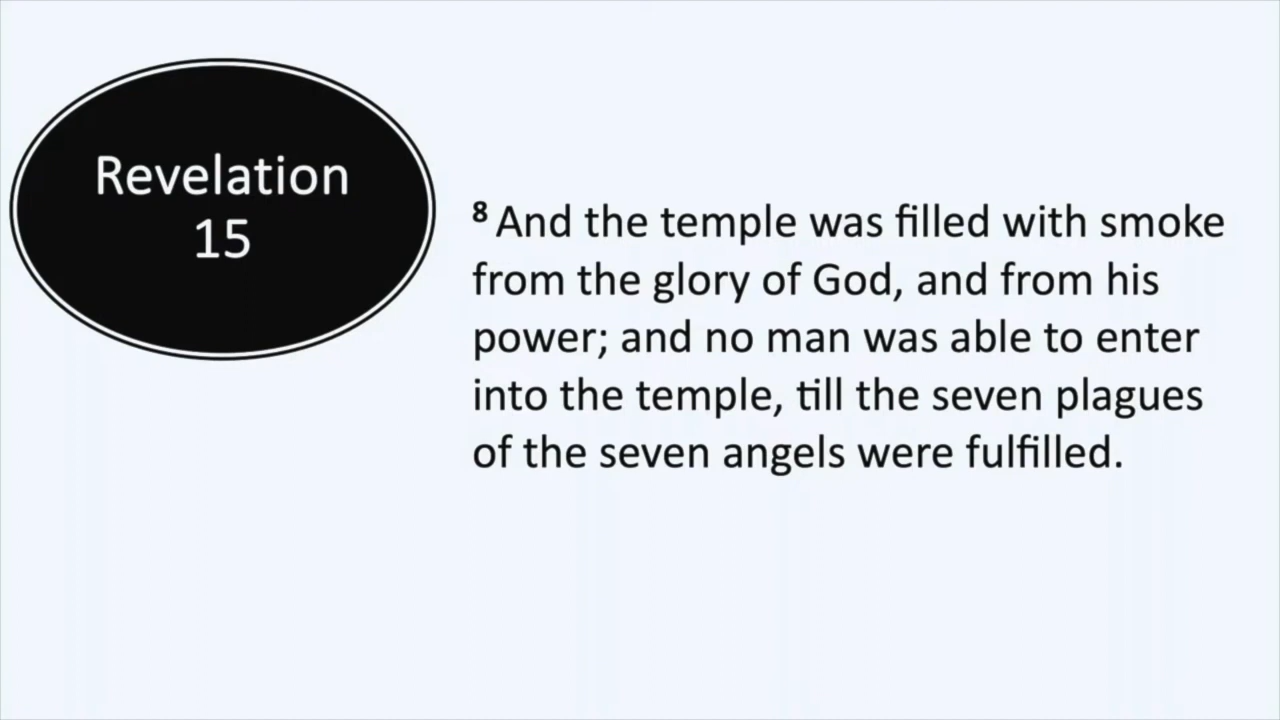 Revelation
15
8 And the temple was filled with smoke
from the glory of God, and from his
power; and no man was able to enter
into the temple, till the seven plagues
of the seven angels were fulfilled.